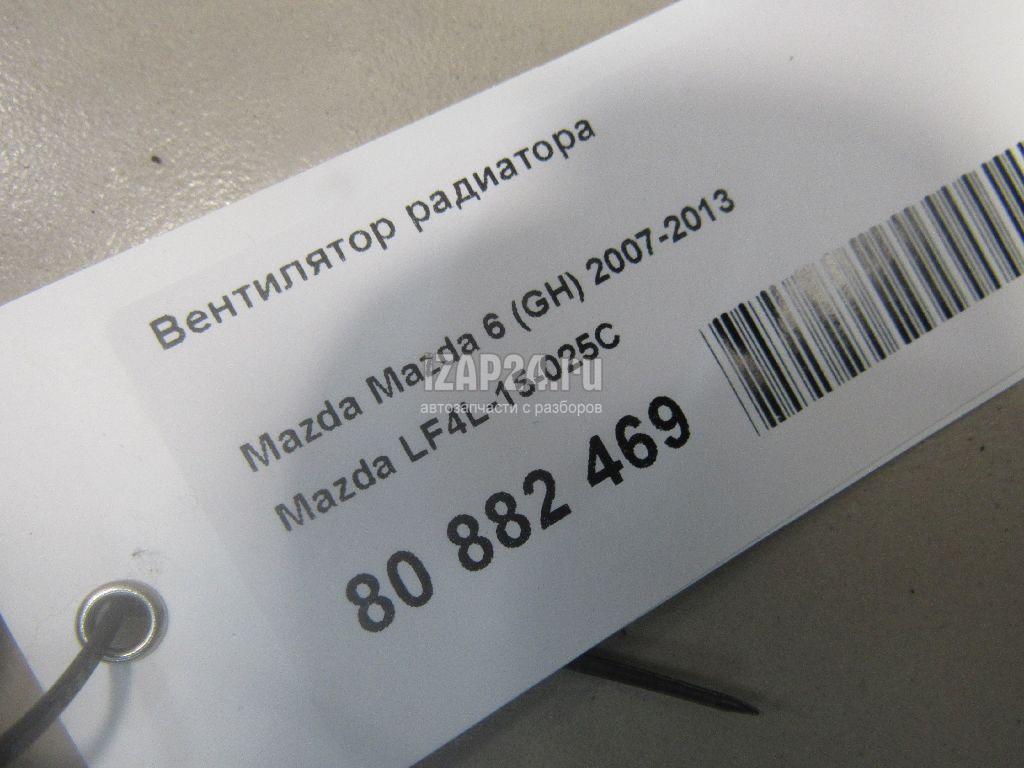 Вентилятор радиатора
Mazda Mazda 6 (GH) 2007-2013
Mazda LF4L-15-025C
80 882 469
iZAP24.ru
автозапчасти с разборов